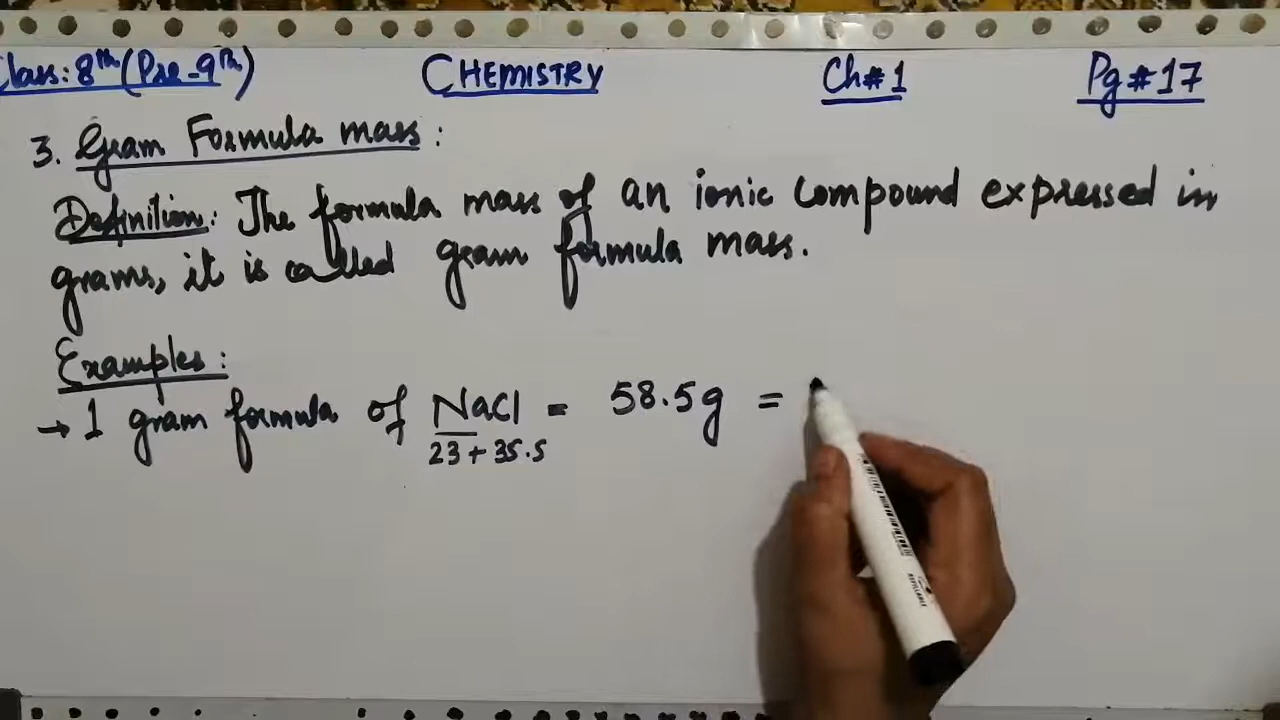 Class: 8th (Pre-9th) CHEMISTRY Ch#1 Pg#17
3. Gram Formula mass:
Definition: The formula mass of an ionic compound expressed in
grams, it is called gram formula mass.
Examples:
→ 1 gram formula of NaCl = 58.5g =
23+35.5